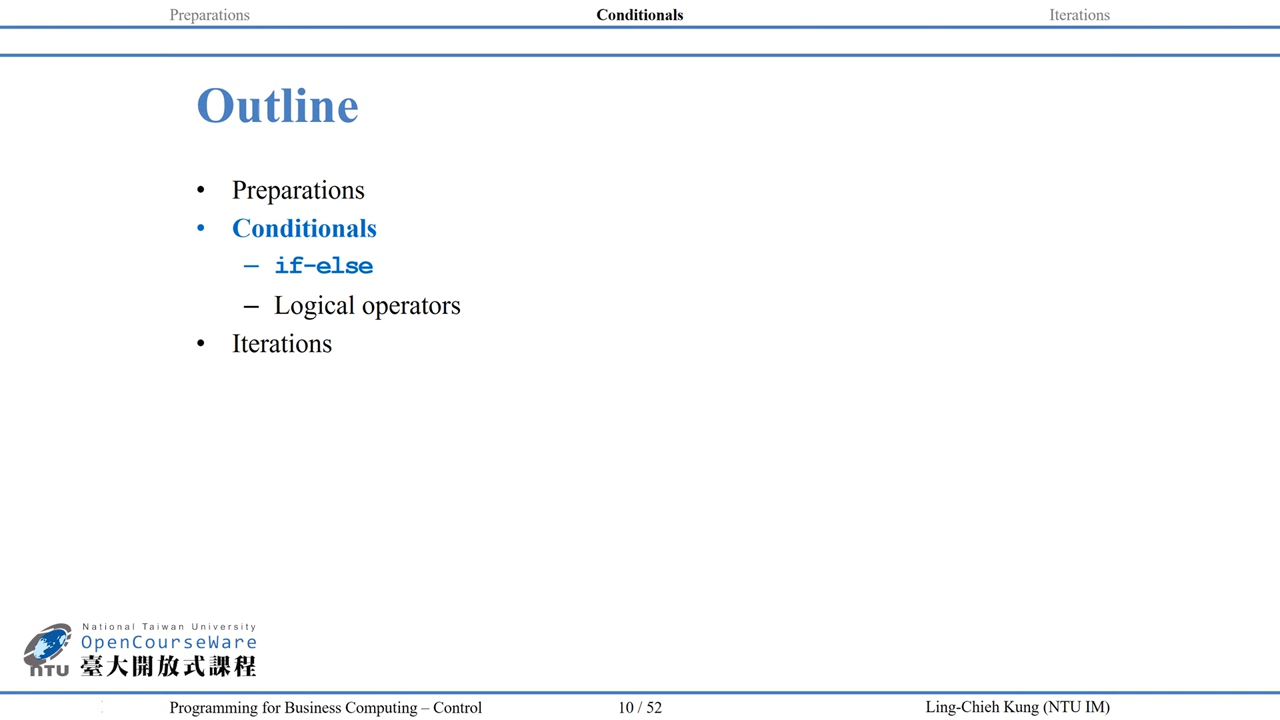 Preparations Conditionals Iterations
Outline
• Preparations
• Conditionals
– if-else
– Logical operators
• Iterations
National Taiwan University
OpenCourseWare
NTU 臺大開放式課程
Programming for Business Computing – Control 10 / 52 Ling-Chieh Kung (NTU IM)